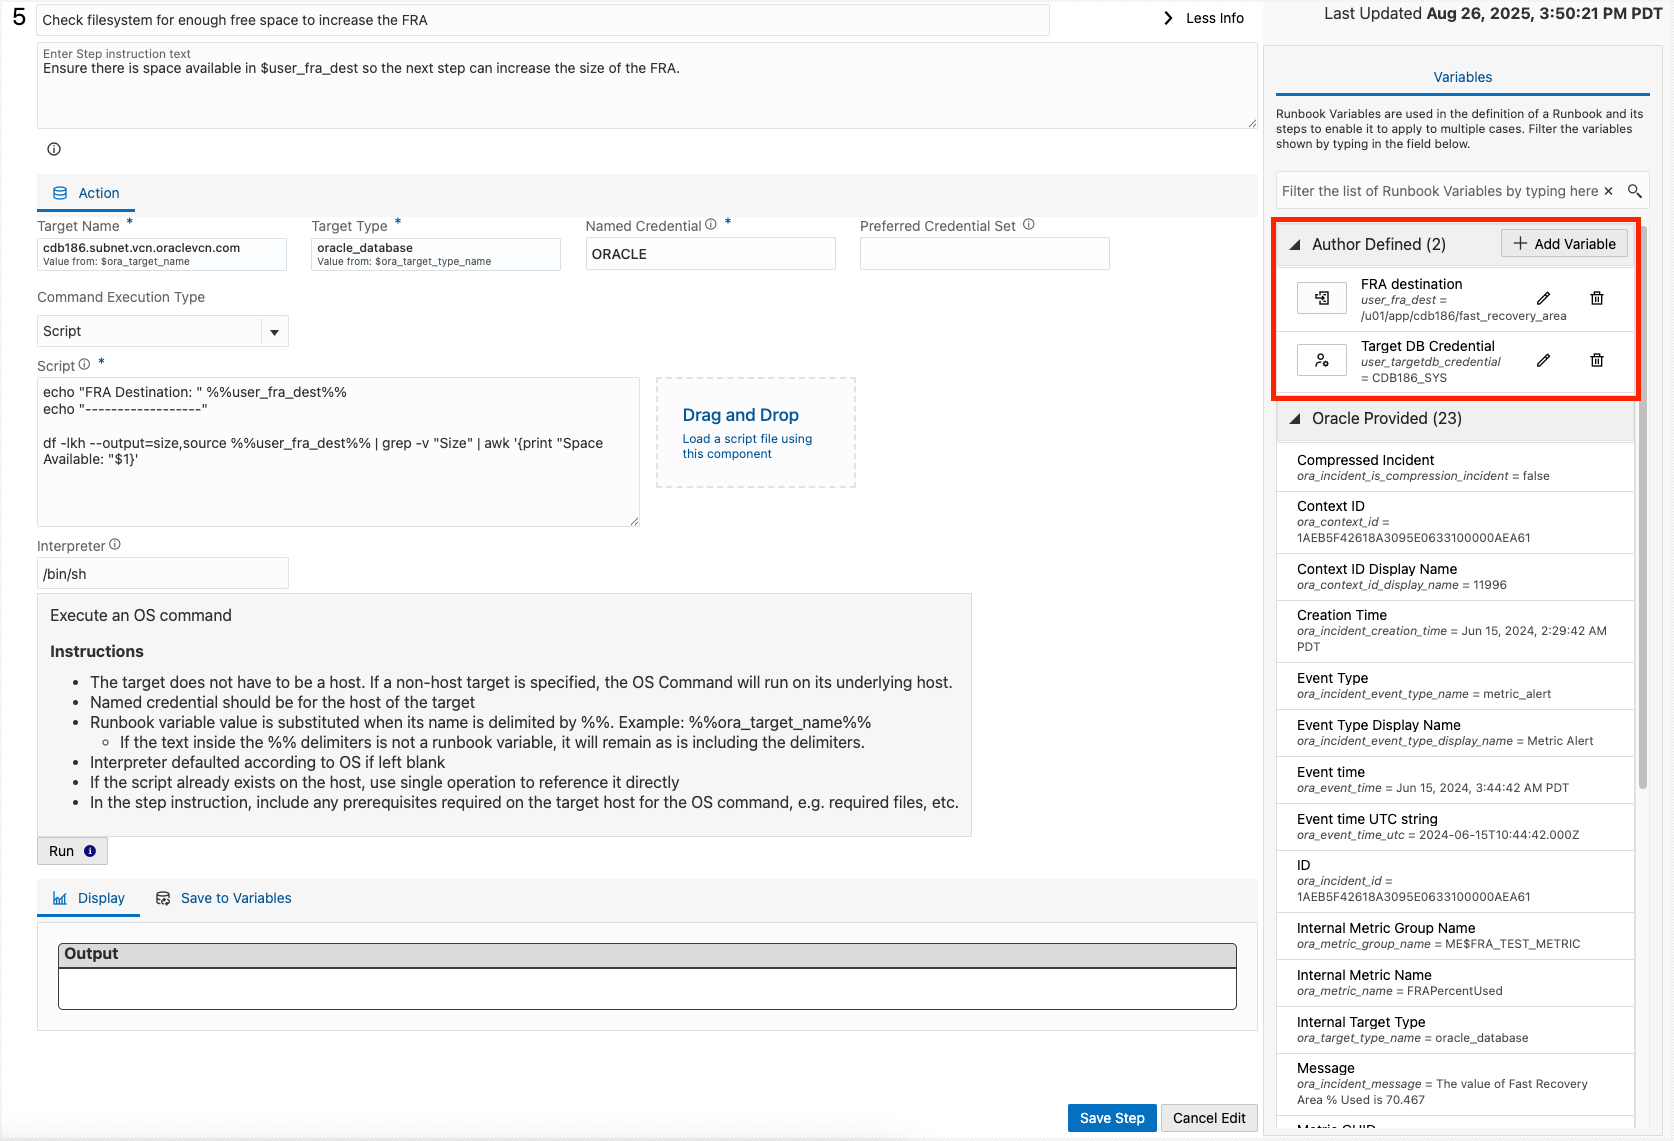 5
Check filesystem for enough free space to increase the FRA
Less Info
Enter Step instruction text
Ensure there is space available in $user_fra_dest so the next step can increase the size of the FRA.
Action
Target Name *
cdb186.subnet.vcn.oraclevcn.com
Value from: $ora_target_name
Target Type *
oracle_database
Value from: $ora_target_type_name
Named Credential *
ORACLE
Preferred Credential Set
Command Execution Type
Script
Script *
echo "FRA Destination: " %%user_fra_dest%%
echo "------------------"
df -lkh --output=size,source %%user_fra_dest%% | grep -v "Size" | awk '{print "Space
Available: "$1}'
Drag and Drop
Load a script file using
this component
Interpreter
/bin/sh
Execute an OS command
Instructions
• The target does not have to be a host. If a non-host target is specified, the OS Command will run on its underlying host.
• Named credential should be for the host of the target
• Runbook variable value is substituted when its name is delimited by %%. Example: %%ora_target_name%%
◦ If the text inside the %% delimiters is not a runbook variable, it will remain as is including the delimiters.
• Interpreter defaulted according to OS if left blank
• If the script already exists on the host, use single operation to reference it directly
• In the step instruction, include any prerequisites required on the target host for the OS command, e.g. required files, etc.
Run
Display
Save to Variables
Output
Save Step
Cancel Edit
Last Updated Aug 26, 2025, 3:50:21 PM PDT
Variables
Runbook Variables are used in the definition of a Runbook and its
steps to enable it to apply to multiple cases. Filter the variables
shown by typing in the field below.
Filter the list of Runbook Variables by typing here ×
Author Defined (2)
+ Add Variable
FRA destination
user_fra_dest =
/u01/app/cdb186/fast_recovery_area
Target DB Credential
user_targetdb_credential
= CDB186_SYS
Oracle Provided (23)
Compressed Incident
ora_incident_is_compression_incident = false
Context ID
ora_context_id =
1AEB5F42618A3095E0633100000AEA61
Context ID Display Name
ora_context_id_display_name = 11996
Creation Time
ora_incident_creation_time = Jun 15, 2024, 2:29:42 AM
PDT
Event Type
ora_incident_event_type_name = metric_alert
Event Type Display Name
ora_incident_event_type_display_name = Metric Alert
Event time
ora_event_time = Jun 15, 2024, 3:44:42 AM PDT
Event time UTC string
ora_event_time_utc = 2024-06-15T10:44:42.000Z
ID
ora_incident_id =
1AEB5F42618A3095E0633100000AEA61
Internal Metric Group Name
ora_metric_group_name = ME$FRA_TEST_METRIC
Internal Metric Name
ora_metric_name = FRAPercentUsed
Internal Target Type
ora_target_type_name = oracle_database
Message
ora_incident_message = The value of Fast Recovery
Area % Used is 70.467
Metric GUID